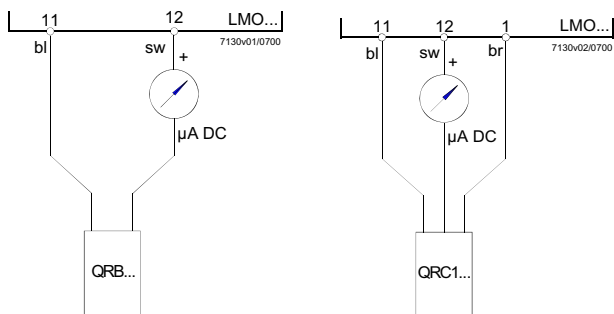 11 12 LMO...
bl sw 7130v01/0700
+
µA DC
QRB...
11 12 1 LMO...
bl sw br 7130v02/0700
+
µA DC
QRC1...